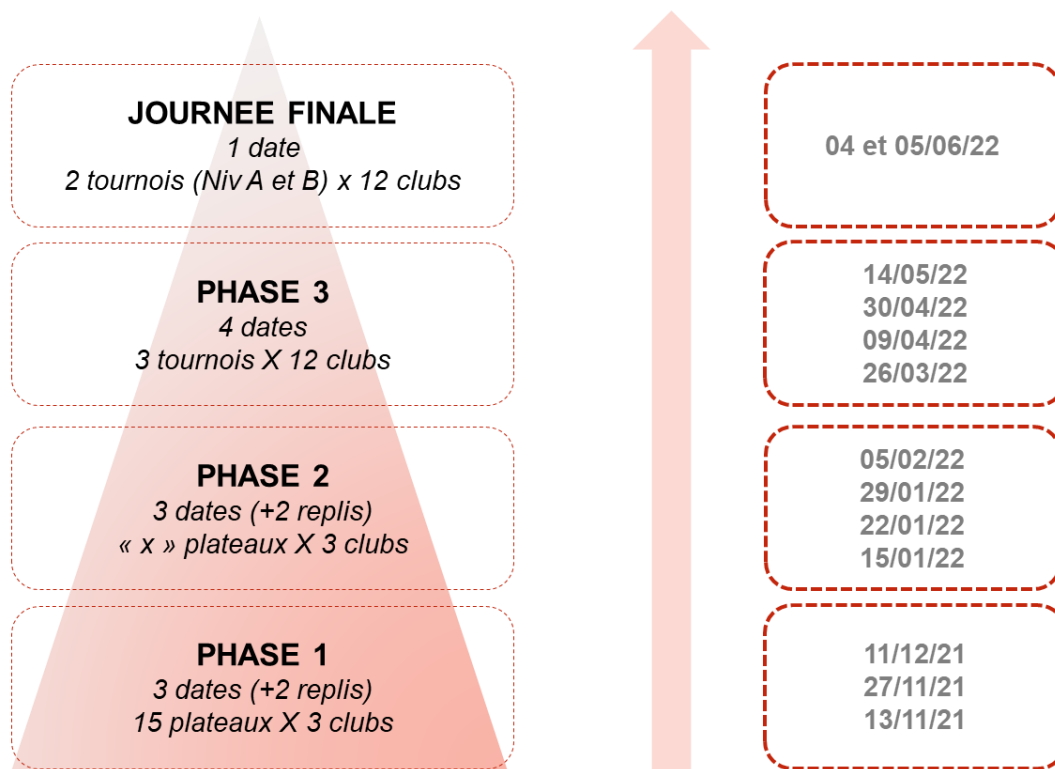 JOURNEE FINALE
1 date
2 tournois (Niv A et B) x 12 clubs
04 et 05/06/22
PHASE 3
4 dates
3 tournois X 12 clubs
14/05/22
30/04/22
09/04/22
26/03/22
PHASE 2
3 dates (+2 replis)
« x » plateaux X 3 clubs
05/02/22
29/01/22
22/01/22
15/01/22
PHASE 1
3 dates (+2 replis)
15 plateaux X 3 clubs
11/12/21
27/11/21
13/11/21